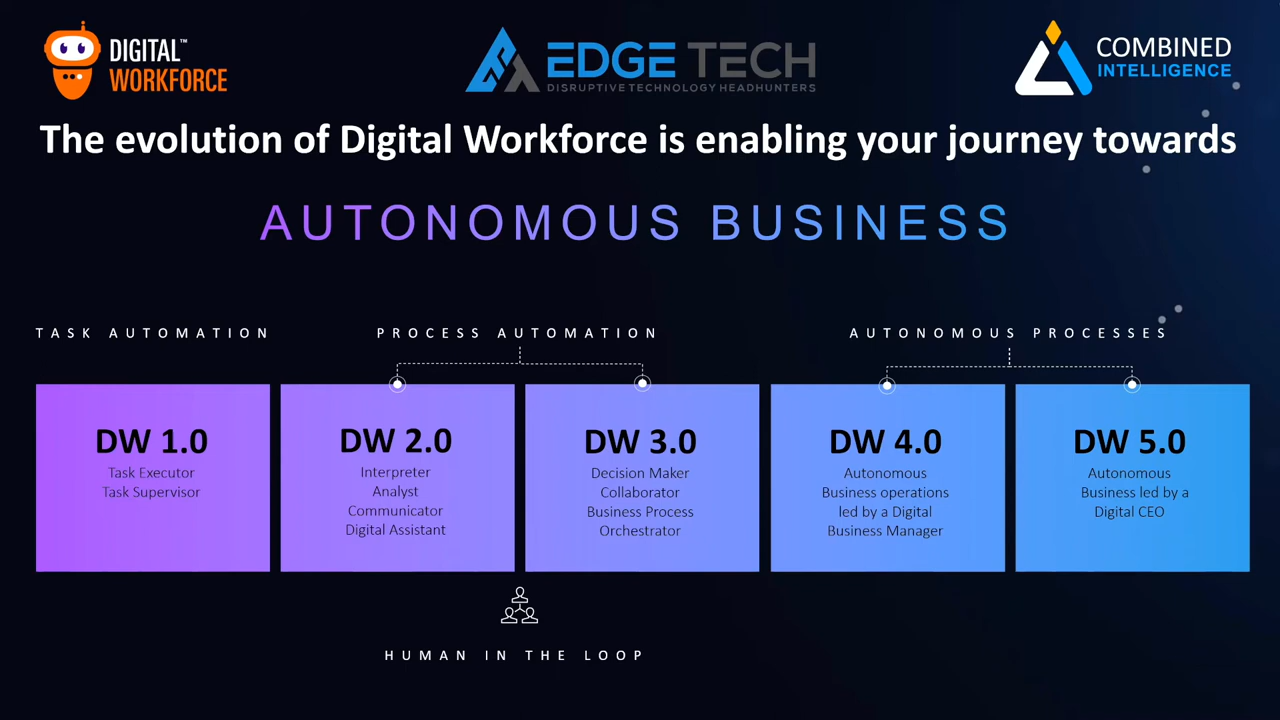 DIGITAL™
WORKFORCE
EDGE TECH
DISRUPTIVE TECHNOLOGY HEADHUNTERS
COMBINED
INTELLIGENCE
The evolution of Digital Workforce is enabling your journey towards
AUTONOMOUS BUSINESS
TASK AUTOMATION
PROCESS AUTOMATION
AUTONOMOUS PROCESSES
DW 1.0
Task Executor
Task Supervisor
DW 2.0
Interpreter
Analyst
Communicator
Digital Assistant
DW 3.0
Decision Maker
Collaborator
Business Process
Orchestrator
DW 4.0
Autonomous
Business operations
led by a Digital
Business Manager
DW 5.0
Autonomous
Business led by a
Digital CEO
HUMAN IN THE LOOP